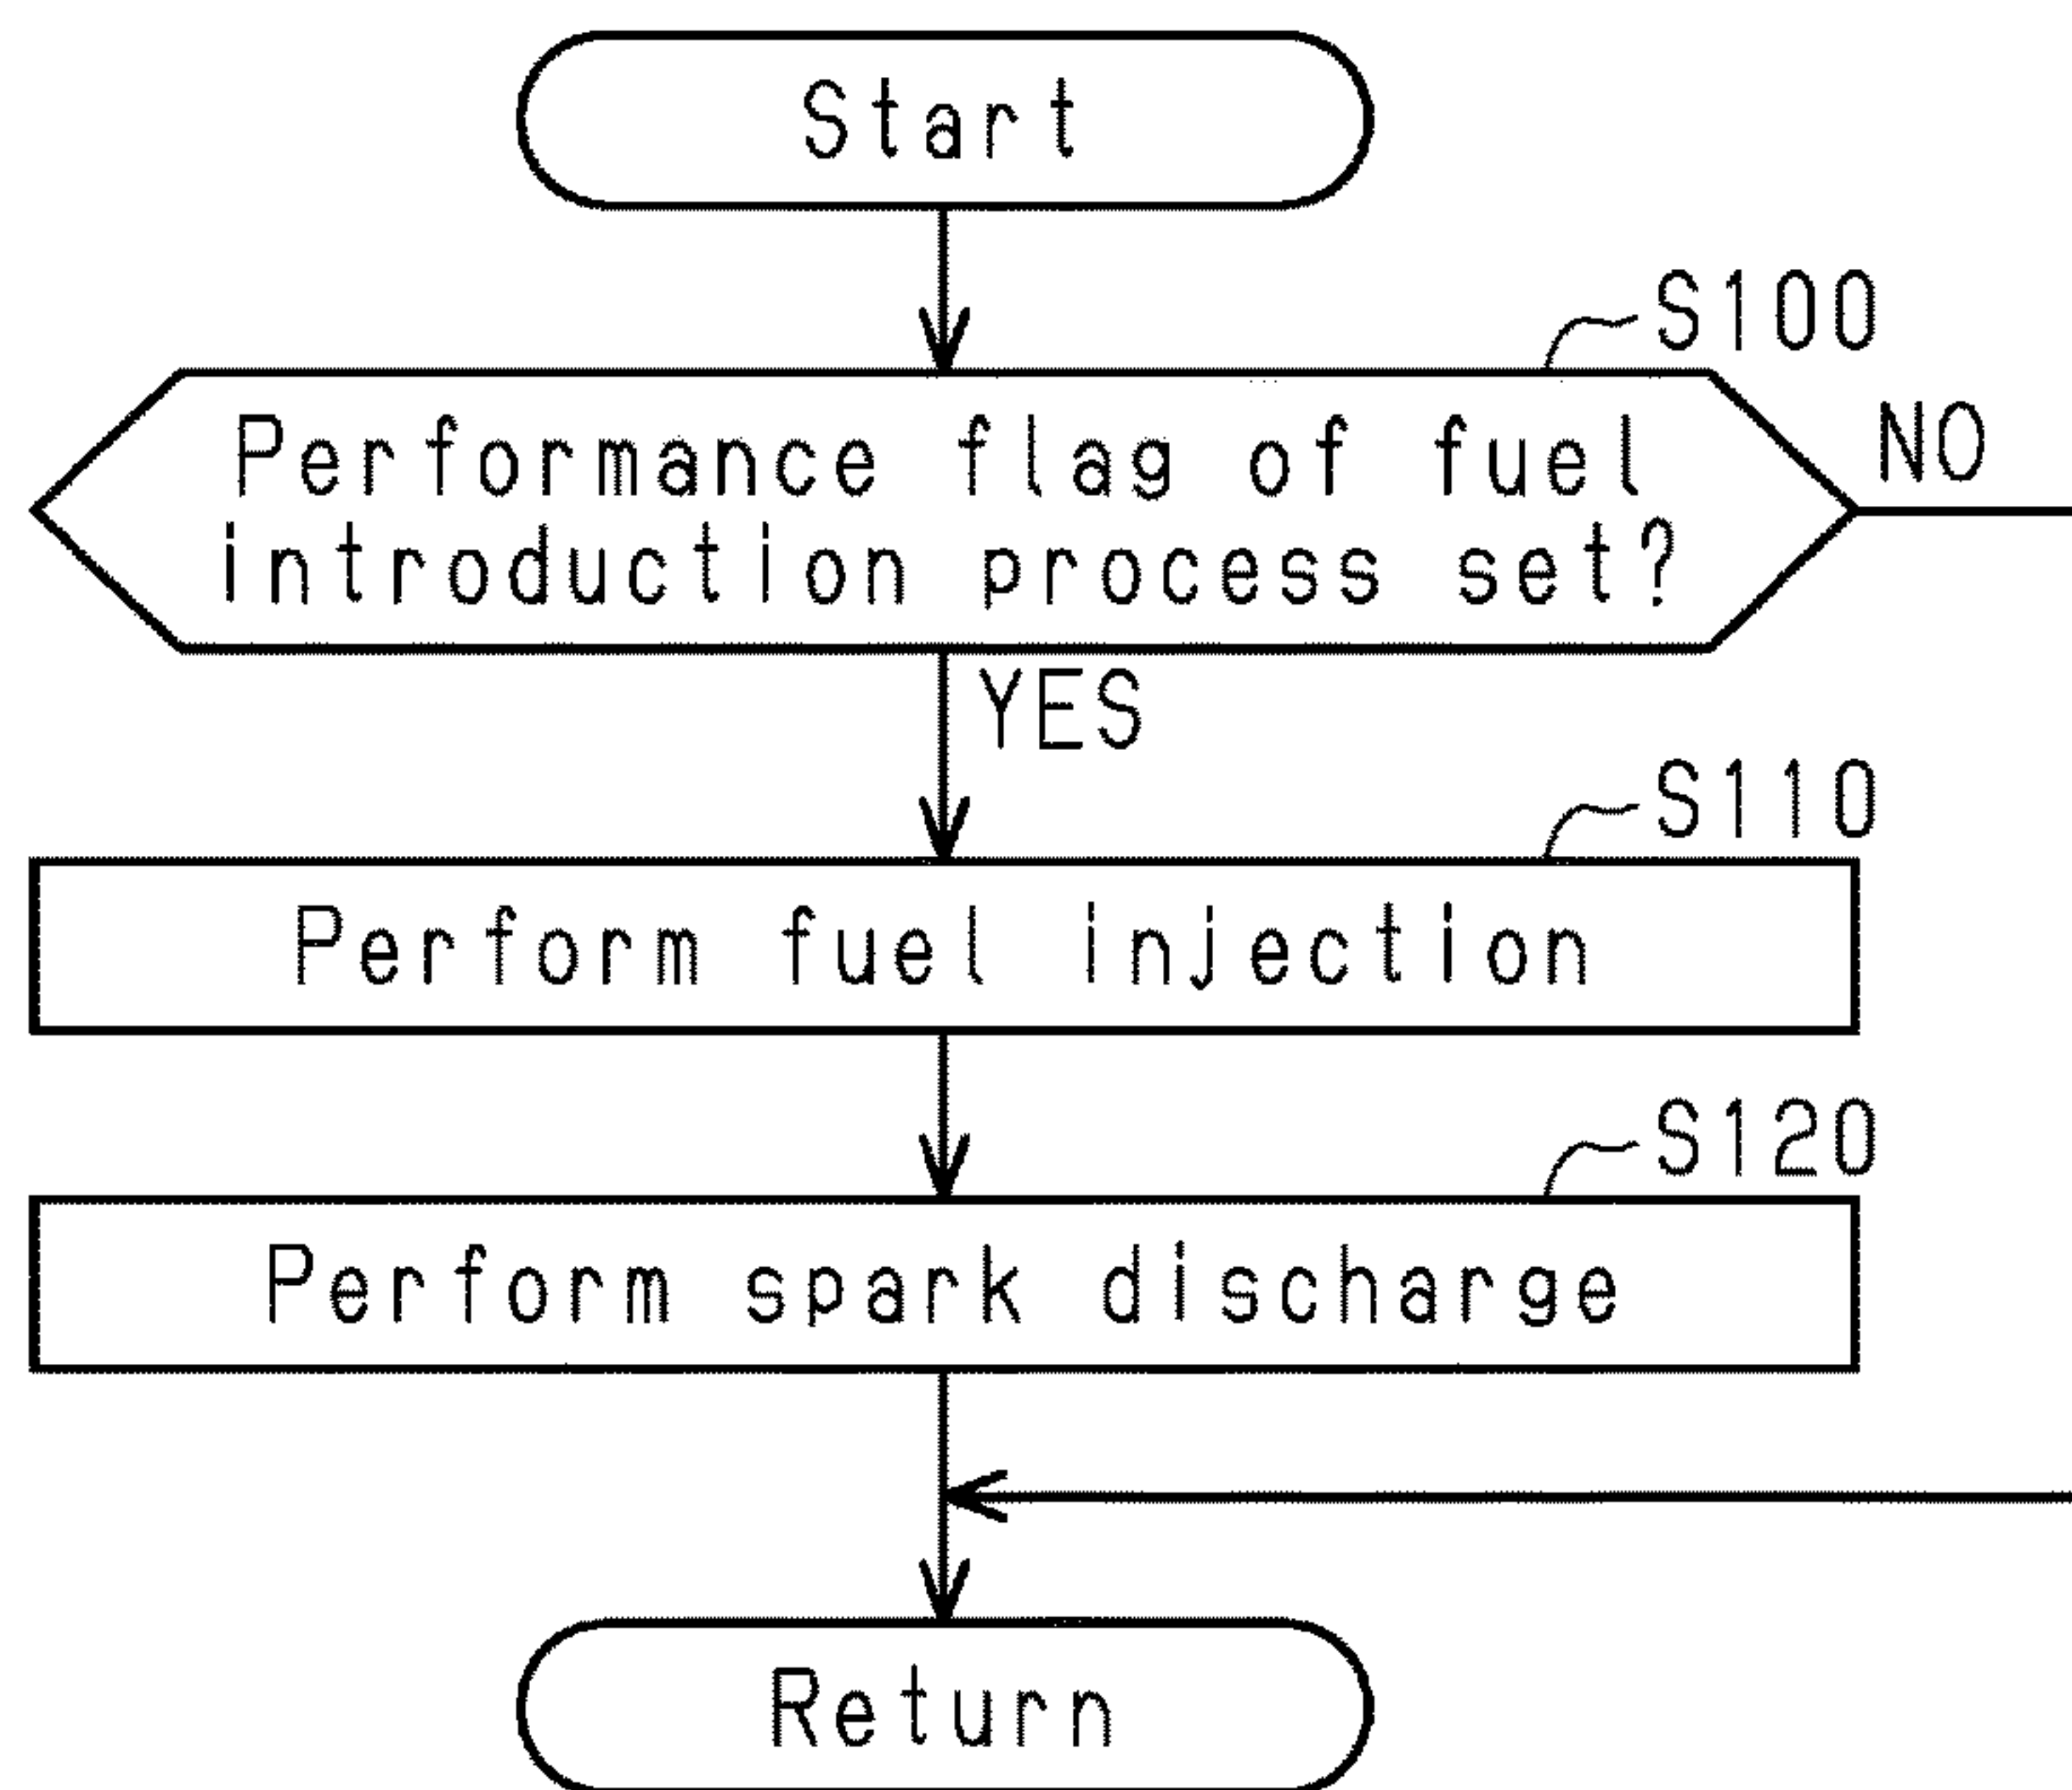 Start
S100
Performance flag of fuel
introduction process set?
NO
YES
S110
Perform fuel injection
S120
Perform spark discharge
Return